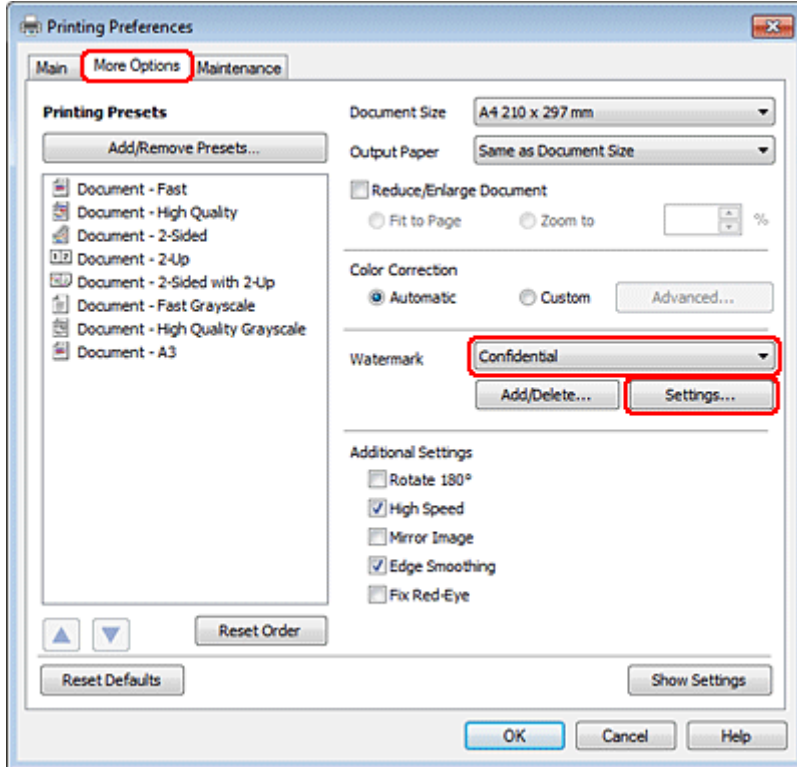 Printing Preferences
Main More Options Maintenance
Printing Presets
Add/Remove Presets...
Document - Fast
Document - High Quality
Document - 2-Sided
Document - 2-Up
Document - 2-Sided with 2-Up
Document - Fast Grayscale
Document - High Quality Grayscale
Document - A3
Reset Order
Document Size A4 210 x 297 mm
Output Paper Same as Document Size
Reduce/Enlarge Document
Fit to Page Zoom to %
Color Correction
Automatic Custom Advanced...
Watermark Confidential
Add/Delete... Settings...
Additional Settings
Rotate 180°
High Speed
Mirror Image
Edge Smoothing
Fix Red-Eye
Reset Defaults Show Settings
OK Cancel Help